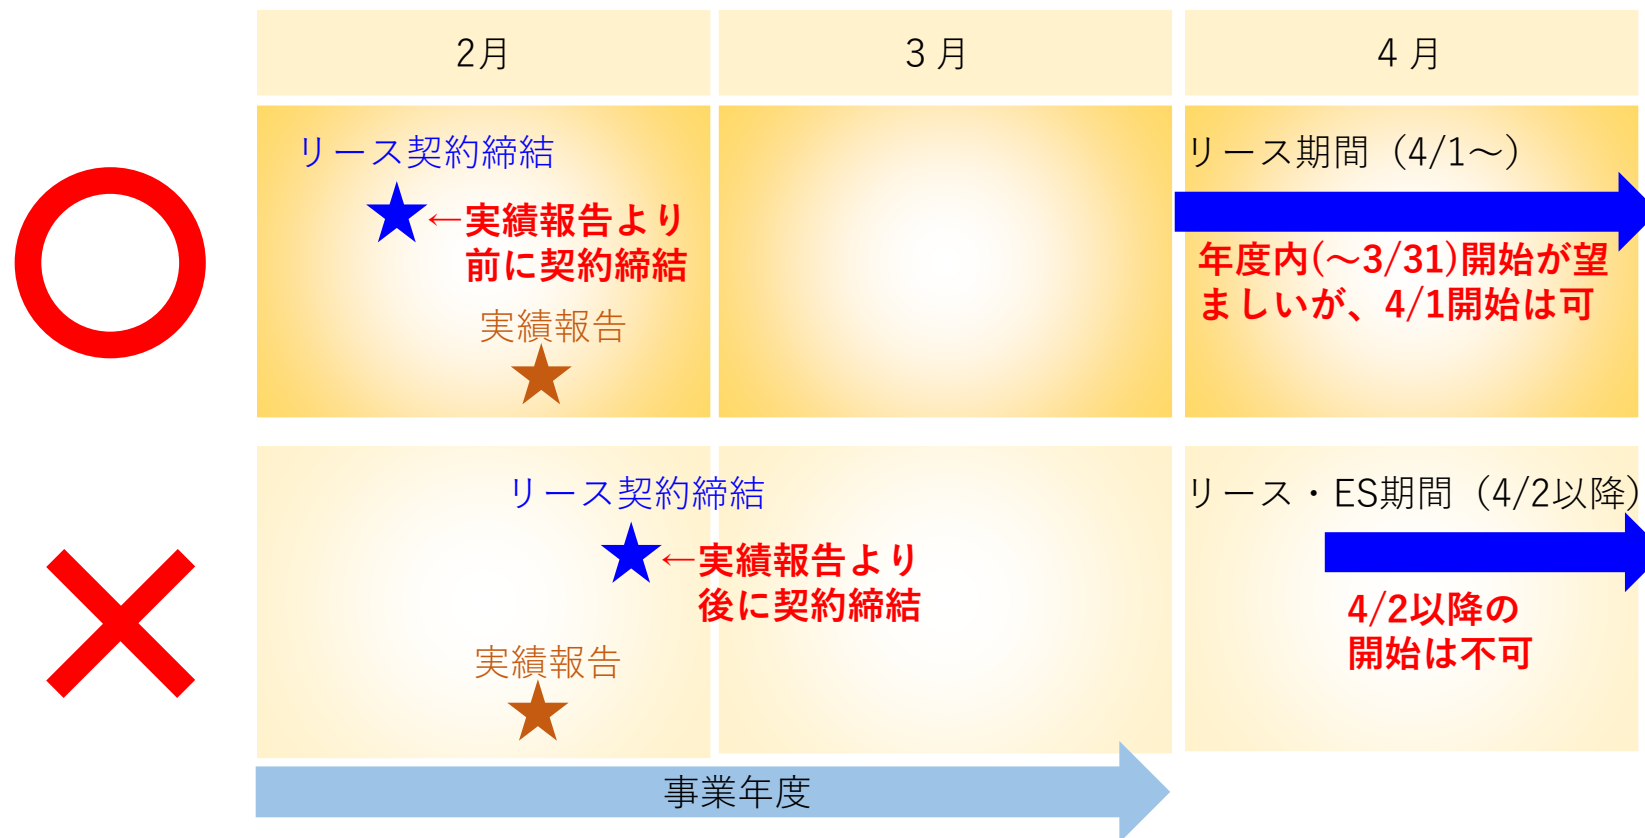 2月
3月
4月
リース契約締結
←実績報告より
前に契約締結
実績報告
リース期間（4/1～）
年度内(～3/31)開始が望
ましいが、4/1開始は可
リース契約締結
←実績報告より
後に契約締結
実績報告
リース・ES期間（4/2以降）
4/2以降の
開始は不可
事業年度